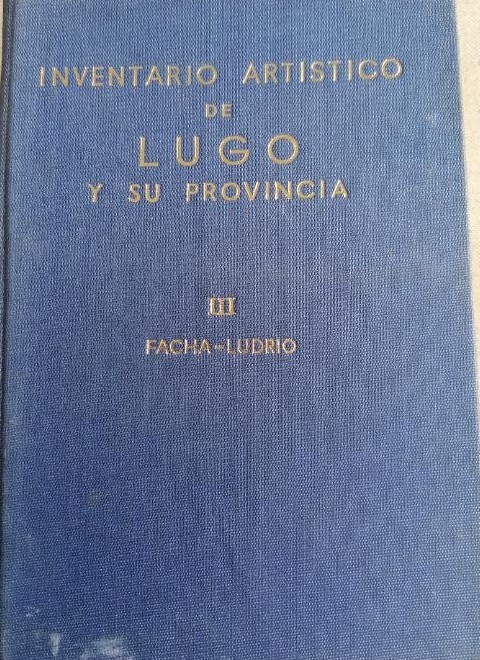 INVENTARIO ARTISTICO
DE
LUGO
Y SU PROVINCIA
III
FACHA-LUDRIO